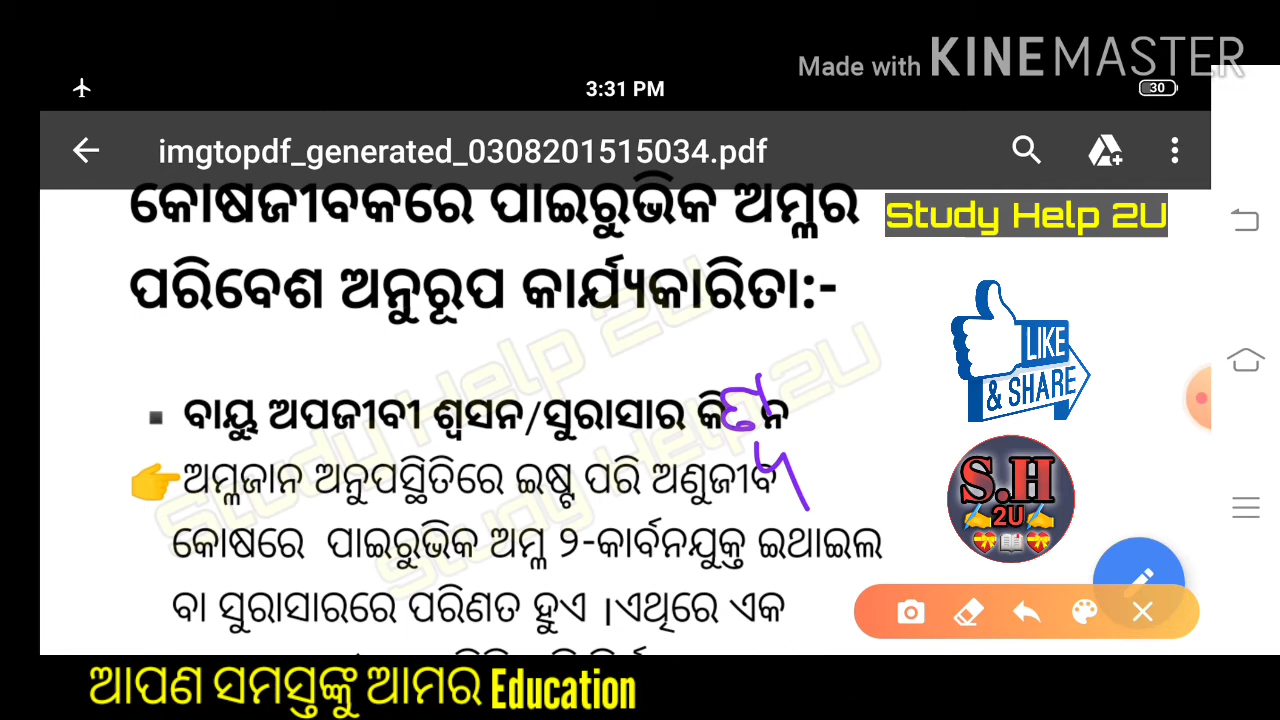 Made with KINEMASTER
3:31 PM
30
imgtopdf_generated_0308201515034.pdf
କୋଷଜୀବକରେ ପାଇରୁଭିକ ଅମ୍ଳର
Study Help 2U
ପରିବେଶ ଅନୁରୂପ କାର୍ଯ୍ୟକାରିତା:-
LIKE
& SHARE
▪ ବାୟୁ ଅପଜୀବୀ ଶ୍ୱସନ/ସୁରାସାର
👉ଅମ୍ଳଜାନ ଅନୁପସ୍ଥିତିରେ ଇଷ୍ଟ ପରି ଅଣୁଜୀବ
S.H
2U
କୋଷରେ ପାଇରୁଭିକ ଅମ୍ଳ ୨-କାର୍ବନଯୁକ୍ତ ଇଥାଇଲ
ବା ସୁରାସାରରେ ପରିଣତ ହୁଏ ।ଏଥିରେ ଏକ
ଆପଣ ସମସ୍ତଙ୍କୁ ଆମର Education